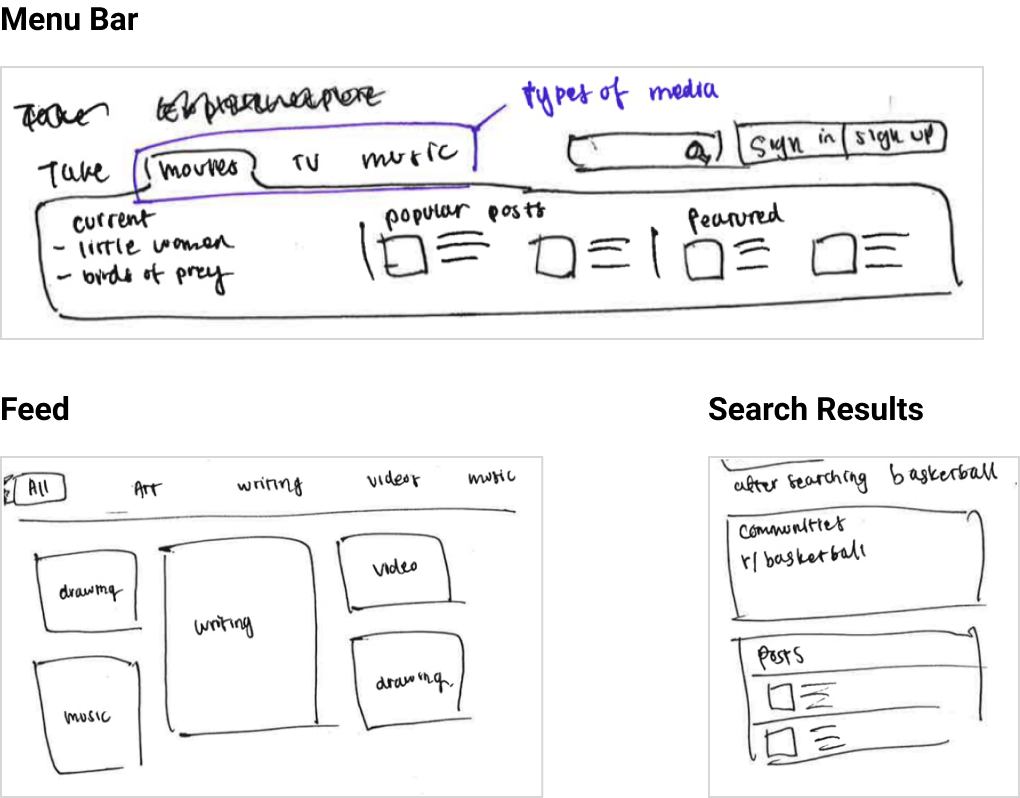 Menu Bar
types of media
Take movies TV music
Sign in sign up
current
- little women
- birds of prey
popular posts
featured
Feed
All Art writing videos music
drawing
writing
video
music
drawing
Search Results
after searching basketball
communities
r/basketball
posts